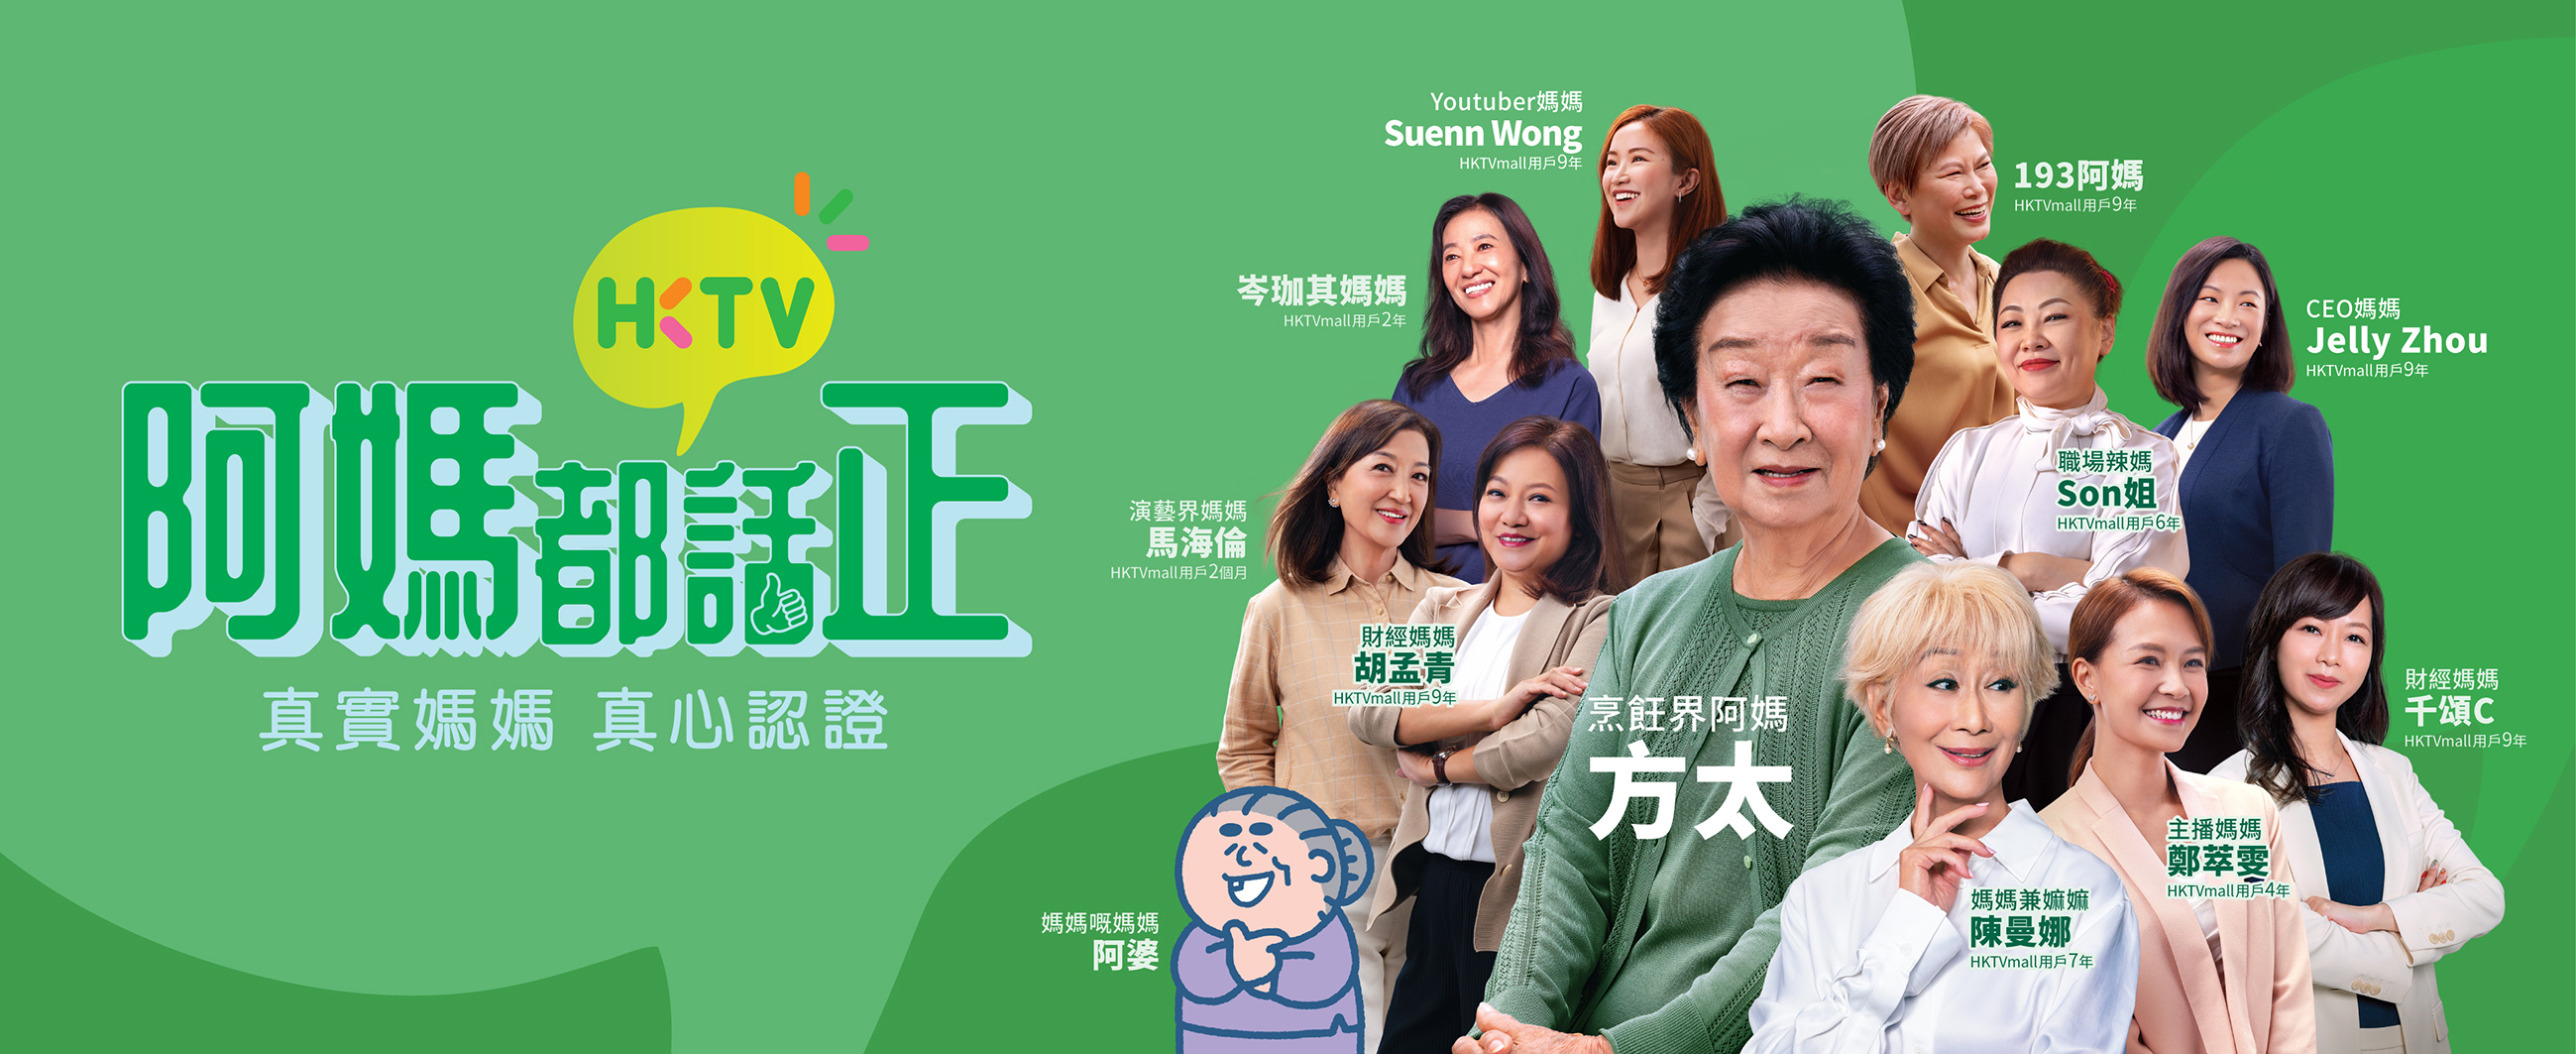 HKTV
阿媽都話正
真實媽媽 真心認證
Youtuber媽媽
Suenn Wong
HKTVmall用戶9年
193阿媽
HKTVmall用戶9年
岑珈其媽媽
HKTVmall用戶2年
CEO媽媽
Jelly Zhou
HKTVmall用戶9年
職場辣媽
Son姐
HKTVmall用戶6年
演藝界媽媽
馬海倫
HKTVmall用戶2個月
財經媽媽
胡孟青
HKTVmall用戶9年
烹飪界阿媽
方太
財經媽媽
千頌C
HKTVmall用戶9年
主播媽媽
鄭萃雯
HKTVmall用戶4年
媽媽兼嫲嫲
陳曼娜
HKTVmall用戶7年
媽媽嘅媽媽
阿婆